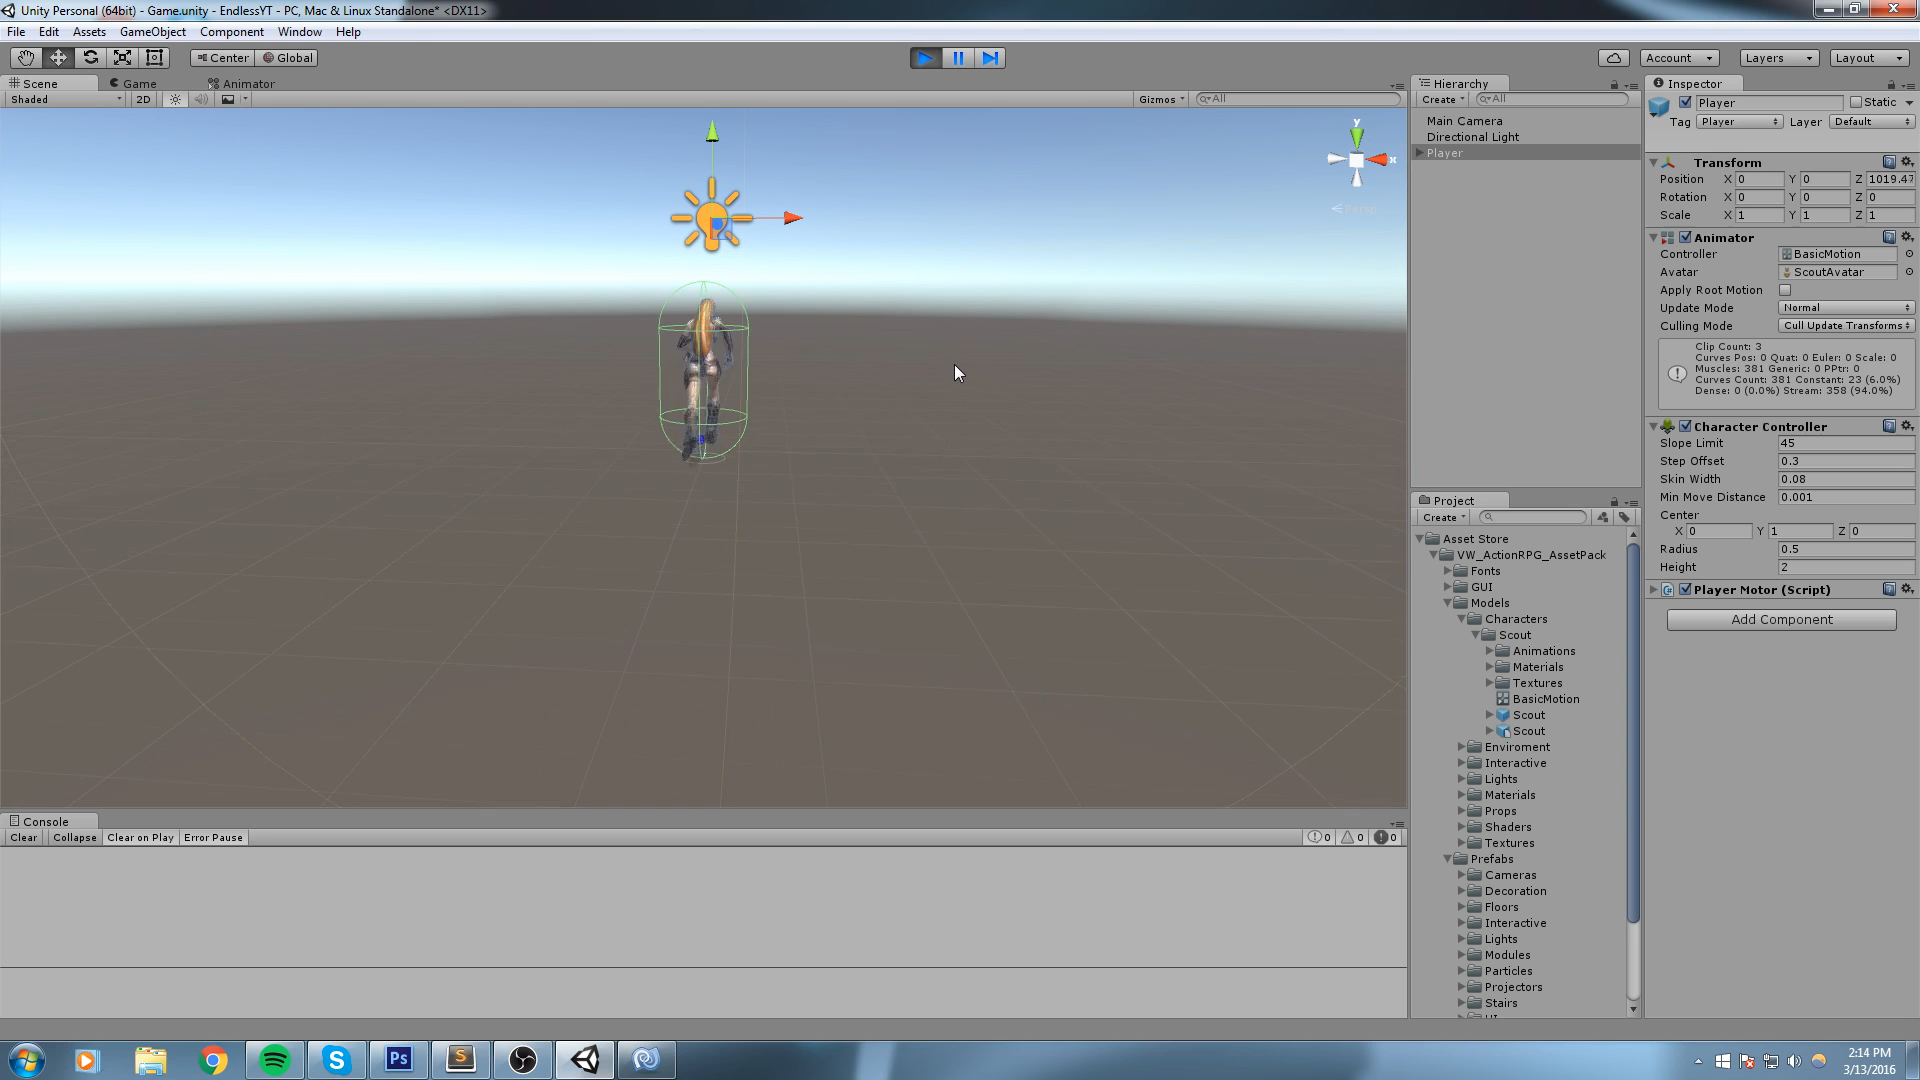 Unity Personal (64bit) - Game.unity - EndlessYT - PC, Mac & Linux Standalone* <DX11>
File Edit Assets GameObject Component Window Help
Center Global
Account Layers Layout
Scene Game Animator
Shaded 2D Gizmos All
y
x
Persp
Console
Clear Collapse Clear on Play Error Pause 0 0 0
Hierarchy
Create All
Main Camera
Directional Light
Player
Project
Create
Asset Store
VW_ActionRPG_AssetPack
Fonts
GUI
Models
Characters
Scout
Animations
Materials
Textures
BasicMotion
Scout
Scout
Enviroment
Interactive
Lights
Materials
Props
Shaders
Textures
Prefabs
Cameras
Decoration
Floors
Interactive
Lights
Modules
Particles
Projectors
Stairs
Inspector
Player Static
Tag Player Layer Default
Transform
Position X 0 Y 0 Z 1019.47
Rotation X 0 Y 0 Z 0
Scale X 1 Y 1 Z 1
Animator
Controller BasicMotion
Avatar ScoutAvatar
Apply Root Motion
Update Mode Normal
Culling Mode Cull Update Transforms
Clip Count: 3
Curves Pos: 0 Quat: 0 Euler: 0 Scale: 0
Muscles: 381 Generic: 0 PPtr: 0
Curves Count: 381 Constant: 23 (6.0%)
Dense: 0 (0.0%) Stream: 358 (94.0%)
Character Controller
Slope Limit 45
Step Offset 0.3
Skin Width 0.08
Min Move Distance 0.001
Center
X 0 Y 1 Z 0
Radius 0.5
Height 2
Player Motor (Script)
Add Component
Ps
2:14 PM
3/13/2016